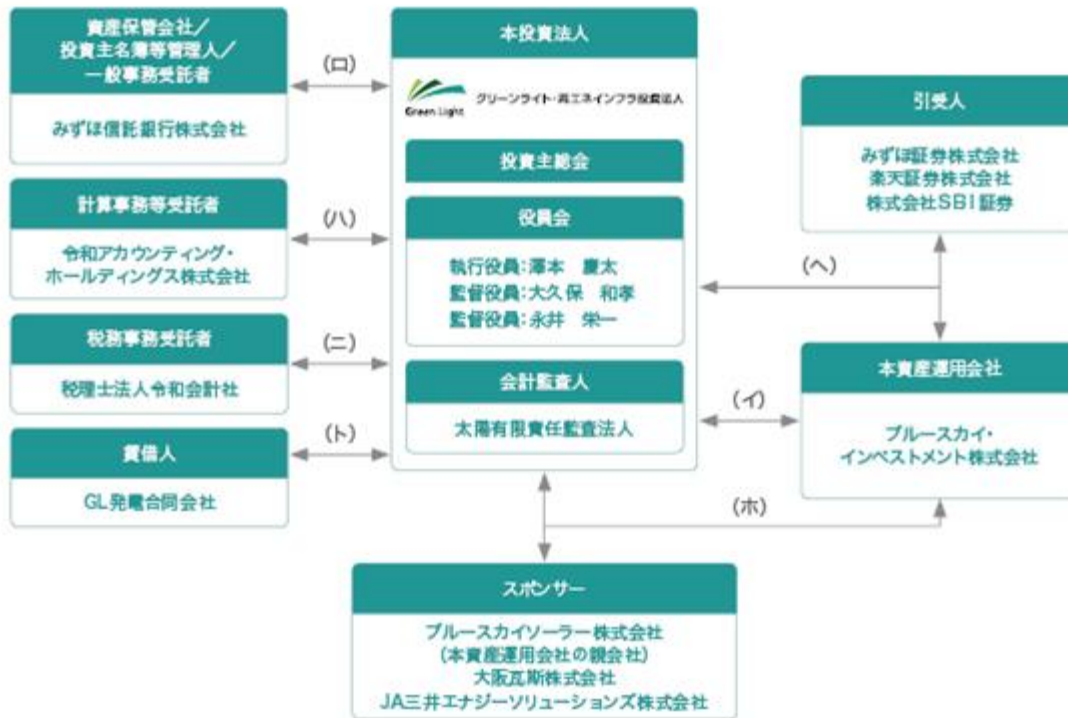 資産保管会社／
投資主名簿等管理人／
一般事務受託者
みずほ信託銀行株式会社
(ロ)
計算事務等受託者
令和アカウンティング・
ホールディングス株式会社
(ハ)
税務事務受託者
税理士法人令和会計社
(ニ)
賃借人
GL発電合同会社
(ト)
本投資法人
Green Light
グリーンライト・再エネインフラ投資法人
投資主総会
役員会
執行役員：澤本　慶太
監督役員：大久保　和孝
監督役員：永井　栄一
会計監査人
太陽有限責任監査法人
引受人
みずほ証券株式会社
楽天証券株式会社
株式会社SBI証券
(ヘ)
本資産運用会社
ブルースカイ・
インベストメント株式会社
(イ)
(ホ)
スポンサー
ブルースカイソーラー株式会社
(本資産運用会社の親会社)
大阪瓦斯株式会社
JA三井エナジーソリューションズ株式会社